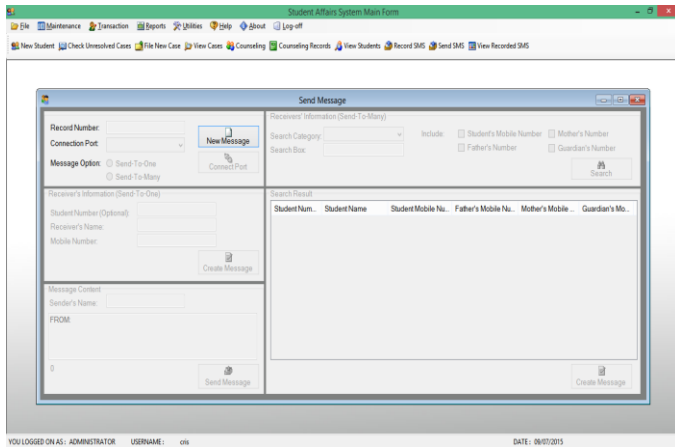 Student Affairs System Main Form
File Maintenance Transaction Reports Utilities Help About Log-off
New Student Check Unresolved Cases File New Case View Cases Counseling Counseling Records View Students Record SMS Send SMS View Recorded SMS
Send Message
Record Number:
Connection Port:
New Message
Message Option: Send-To-One
Send-To-Many
Connect Port
Receivers' Information (Send-To-Many)
Search Category: Include: Student's Mobile Number Mother's Number
Search Box: Father's Number Guardian's Number
Search
Receiver's Information (Send-To-One)
Student Number (Optional):
Receiver's Name:
Mobile Number:
Create Message
Search Result
Student Num... Student Name Student Mobile Nu... Father's Mobile Nu... Mother's Mobile ... Guardian's Mo...
Message Content
Sender's Name:
FROM:
0
Send Message
Create Message
YOU LOGGED ON AS : ADMINISTRATOR USERNAME : cris DATE : 09/07/2015